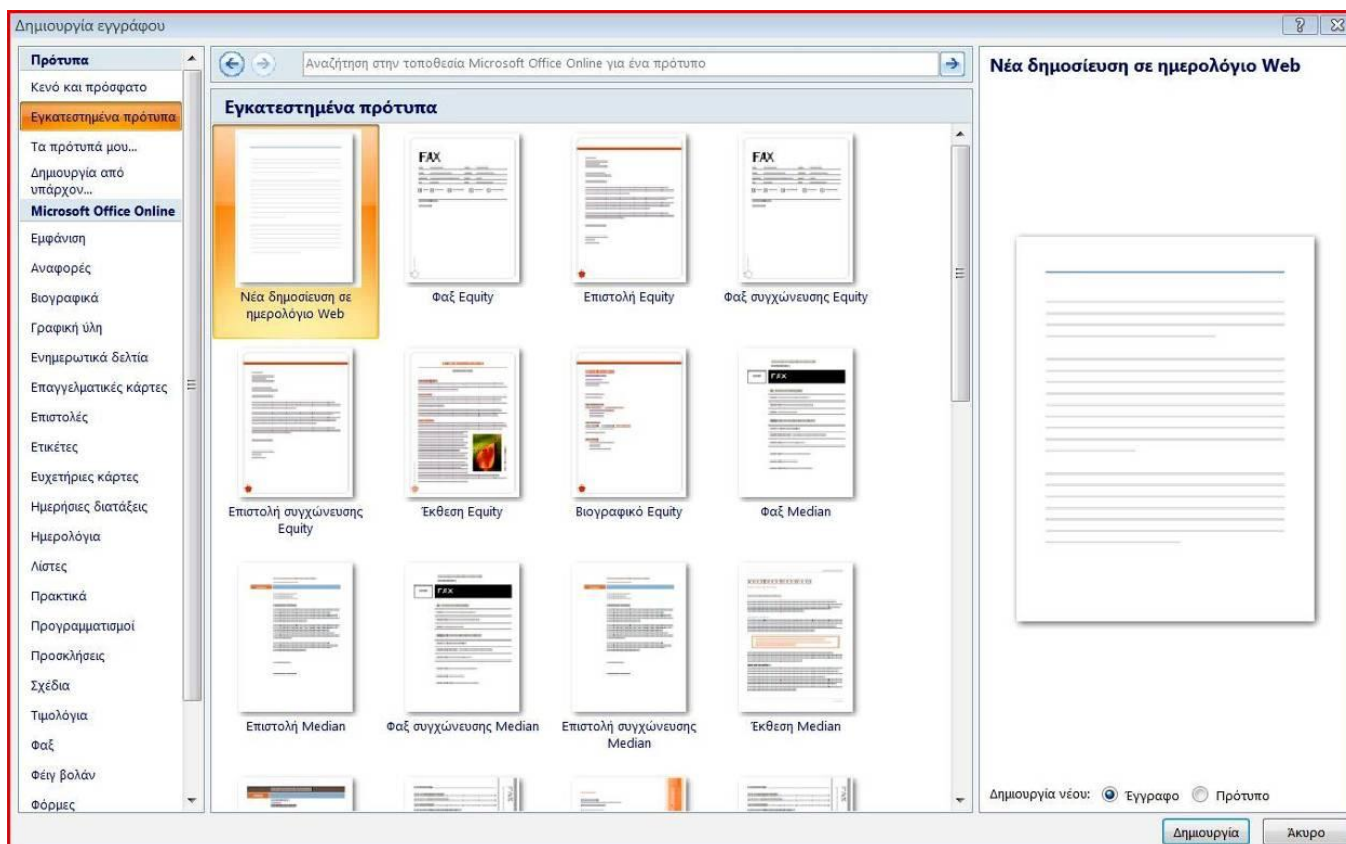 Δημιουργία εγγράφου
Πρότυπα
Κενό και πρόσφατο
Εγκατεστημένα πρότυπα
Τα πρότυπά μου...
Δημιουργία από
υπάρχον...
Microsoft Office Online
Εμφάνιση
Αναφορές
Βιογραφικά
Γραφική ύλη
Ενημερωτικά δελτία
Επαγγελματικές κάρτες
Επιστολές
Ετικέτες
Ευχετήριες κάρτες
Ημερήσιες διατάξεις
Ημερολόγια
Λίστες
Πρακτικά
Προγραμματισμοί
Προσκλήσεις
Σχέδια
Τιμολόγια
Φαξ
Φέιγ βολάν
Φόρμες
Αναζήτηση στην τοποθεσία Microsoft Office Online για ένα πρότυπο
Εγκατεστημένα πρότυπα
FAX
FAX
Νέα δημοσίευση σε
ημερολόγιο Web
Φαξ Equity
Επιστολή Equity
Φαξ συγχώνευσης Equity
FAX
Επιστολή συγχώνευσης
Equity
Έκθεση Equity
Βιογραφικό Equity
Φαξ Median
FAX
Επιστολή Median
Φαξ συγχώνευσης Median
Επιστολή συγχώνευσης
Median
Έκθεση Median
Νέα δημοσίευση σε ημερολόγιο Web
Δημιουργία νέου: Έγγραφο Πρότυπο
Δημιουργία Άκυρο